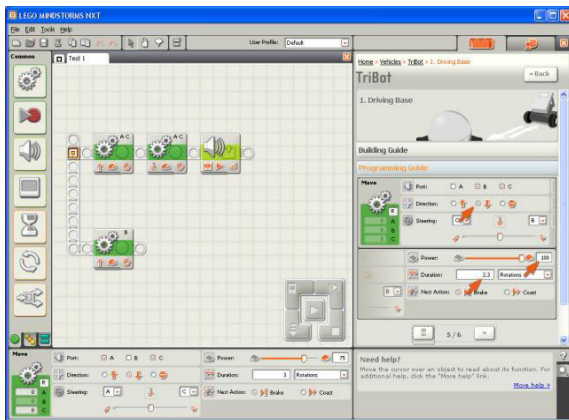 LEGO MINDSTORMS NXT
File Edit Tools Help
User Profile: Default
Common
Test 1
Home > Vehicles > TriBot > 1. Driving Base
TriBot
< Back
1. Driving Base
Building Guide
Programming Guide
Move
Port: A B C
Direction:
Steering: C B
Power: 100
Duration: 2.3 Rotations
Next Action: Brake Coast
5 / 6
A C
A C
B
Move
Port: A B C
Direction:
Steering: A C
Power: 75
Duration: 3 Rotations
Next Action: Brake Coast
Need help?
Move the cursor over an object to read about its function. For
additional help, click the "More help" link.
More help »